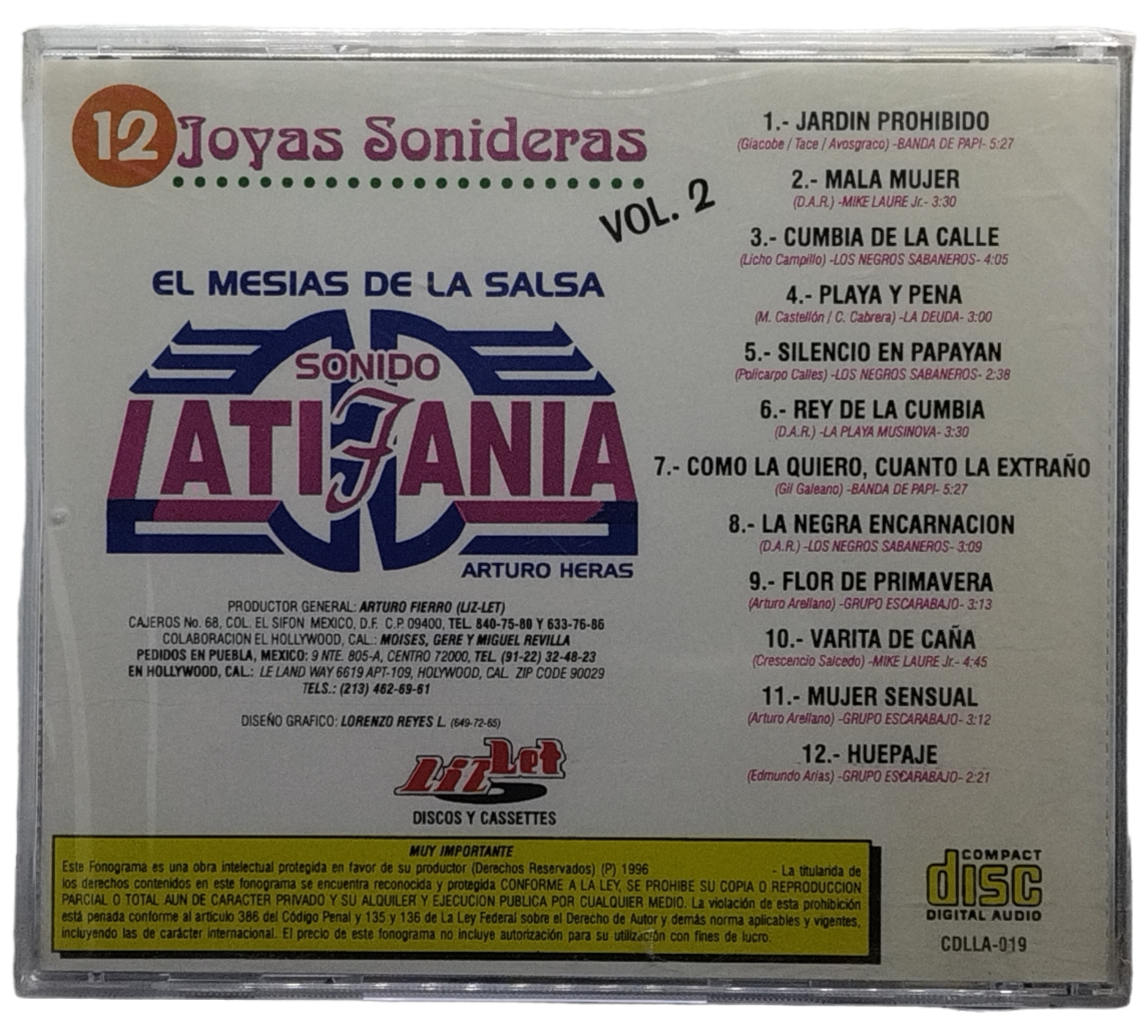 12 Joyas Sonideras
VOL. 2
EL MESIAS DE LA SALSA
SONIDO
LATIFANIA
ARTURO HERAS
PRODUCTOR GENERAL: ARTURO FIERRO (LIZ-LET)
CAJEROS No. 68, COL. EL SIFON MEXICO, D.F. C.P. 09400, TEL. 840-75-80 Y 633-76-86
COLABORACION EL HOLLYWOOD, CAL.: MOISES, GERE Y MIGUEL REVILLA
PEDIDOS EN PUEBLA, MEXICO: 9 NTE. 805-A, CENTRO 72000, TEL. (91-22) 32-48-23
EN HOLLYWOOD, CAL.: LE LAND WAY 6619 APT-109, HOLYWOOD, CAL. ZIP CODE 90029
TELS.: (213) 462-69-61
DISEÑO GRAFICO: LORENZO REYES L. (649-72-65)
Liz Let
DISCOS Y CASSETTES
1.- JARDIN PROHIBIDO
(Giacobe / Tace / Avosgraco) -BANDA DE PAPI- 5:27
2.- MALA MUJER
(D.A.R.) -MIKE LAURE Jr.- 3:30
3.- CUMBIA DE LA CALLE
(Licho Campillo) -LOS NEGROS SABANEROS- 4:05
4.- PLAYA Y PENA
(M. Castellón / C. Cabrera) -LA DEUDA- 3:00
5.- SILENCIO EN PAPAYAN
(Policarpo Calles) -LOS NEGROS SABANEROS- 2:38
6.- REY DE LA CUMBIA
(D.A.R.) -LA PLAYA MUSINOVA- 3:30
7.- COMO LA QUIERO, CUANTO LA EXTRAÑO
(Gil Galeano) -BANDA DE PAPI- 5:27
8.- LA NEGRA ENCARNACION
(D.A.R.) -LOS NEGROS SABANEROS- 3:09
9.- FLOR DE PRIMAVERA
(Arturo Arellano) -GRUPO ESCARABAJO- 3:13
10.- VARITA DE CAÑA
(Crescencio Salcedo) -MIKE LAURE Jr.- 4:45
11.- MUJER SENSUAL
(Arturo Arellano) -GRUPO ESCARABAJO- 3:12
12.- HUEPAJE
(Edmundo Arias) -GRUPO ESCARABAJO- 2:21
MUY IMPORTANTE
Este Fonograma es una obra intelectual protegida en favor de su productor (Derechos Reservados) (P) 1996 - La titularida de
los derechos contenidos en este fonograma se encuentra reconocida y protegida CONFORME A LA LEY, SE PROHIBE SU COPIA O REPRODUCCION
PARCIAL O TOTAL AUN DE CARACTER PRIVADO Y SU ALQUILER Y EJECUCION PUBLICA POR CUALQUIER MEDIO. La violación de esta prohibición
está penada conforme al artículo 386 del Código Penal y 135 y 136 de La Ley Federal sobre el Derecho de Autor y demás norma aplicables y vigentes,
incluyendo las de carácter internacional. El precio de este fonograma no incluye autorización para su utilización con fines de lucro.
COMPACT
disc
DIGITAL AUDIO
CDLLA-019